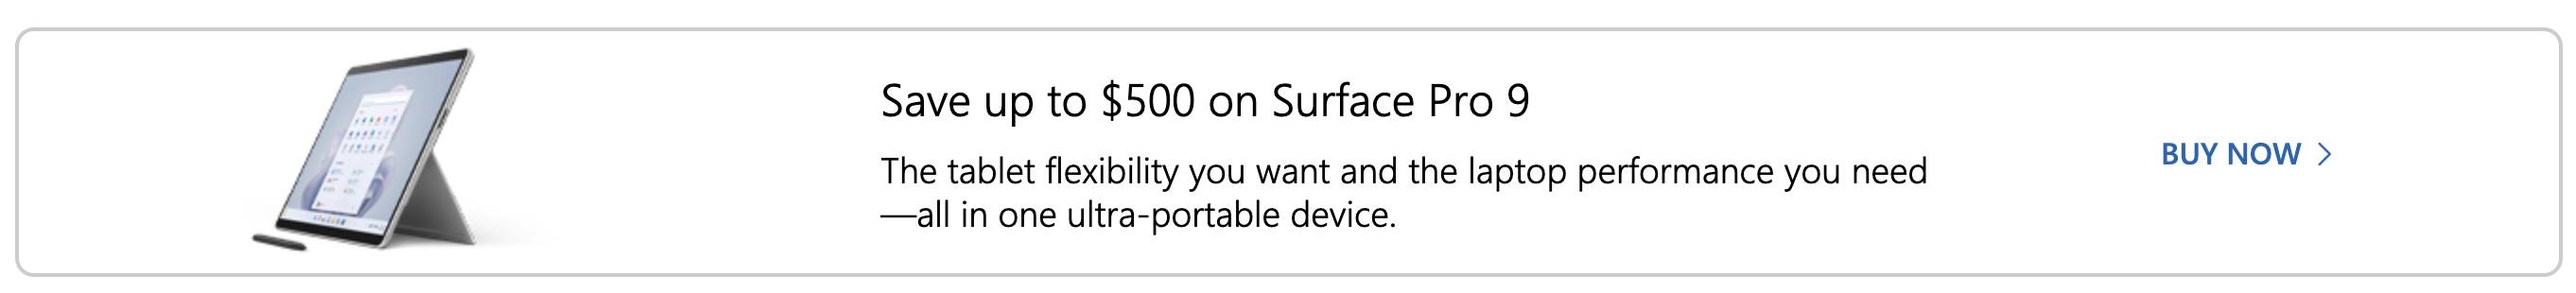 Save up to $500 on Surface Pro 9
The tablet flexibility you want and the laptop performance you need
—all in one ultra-portable device.
BUY NOW